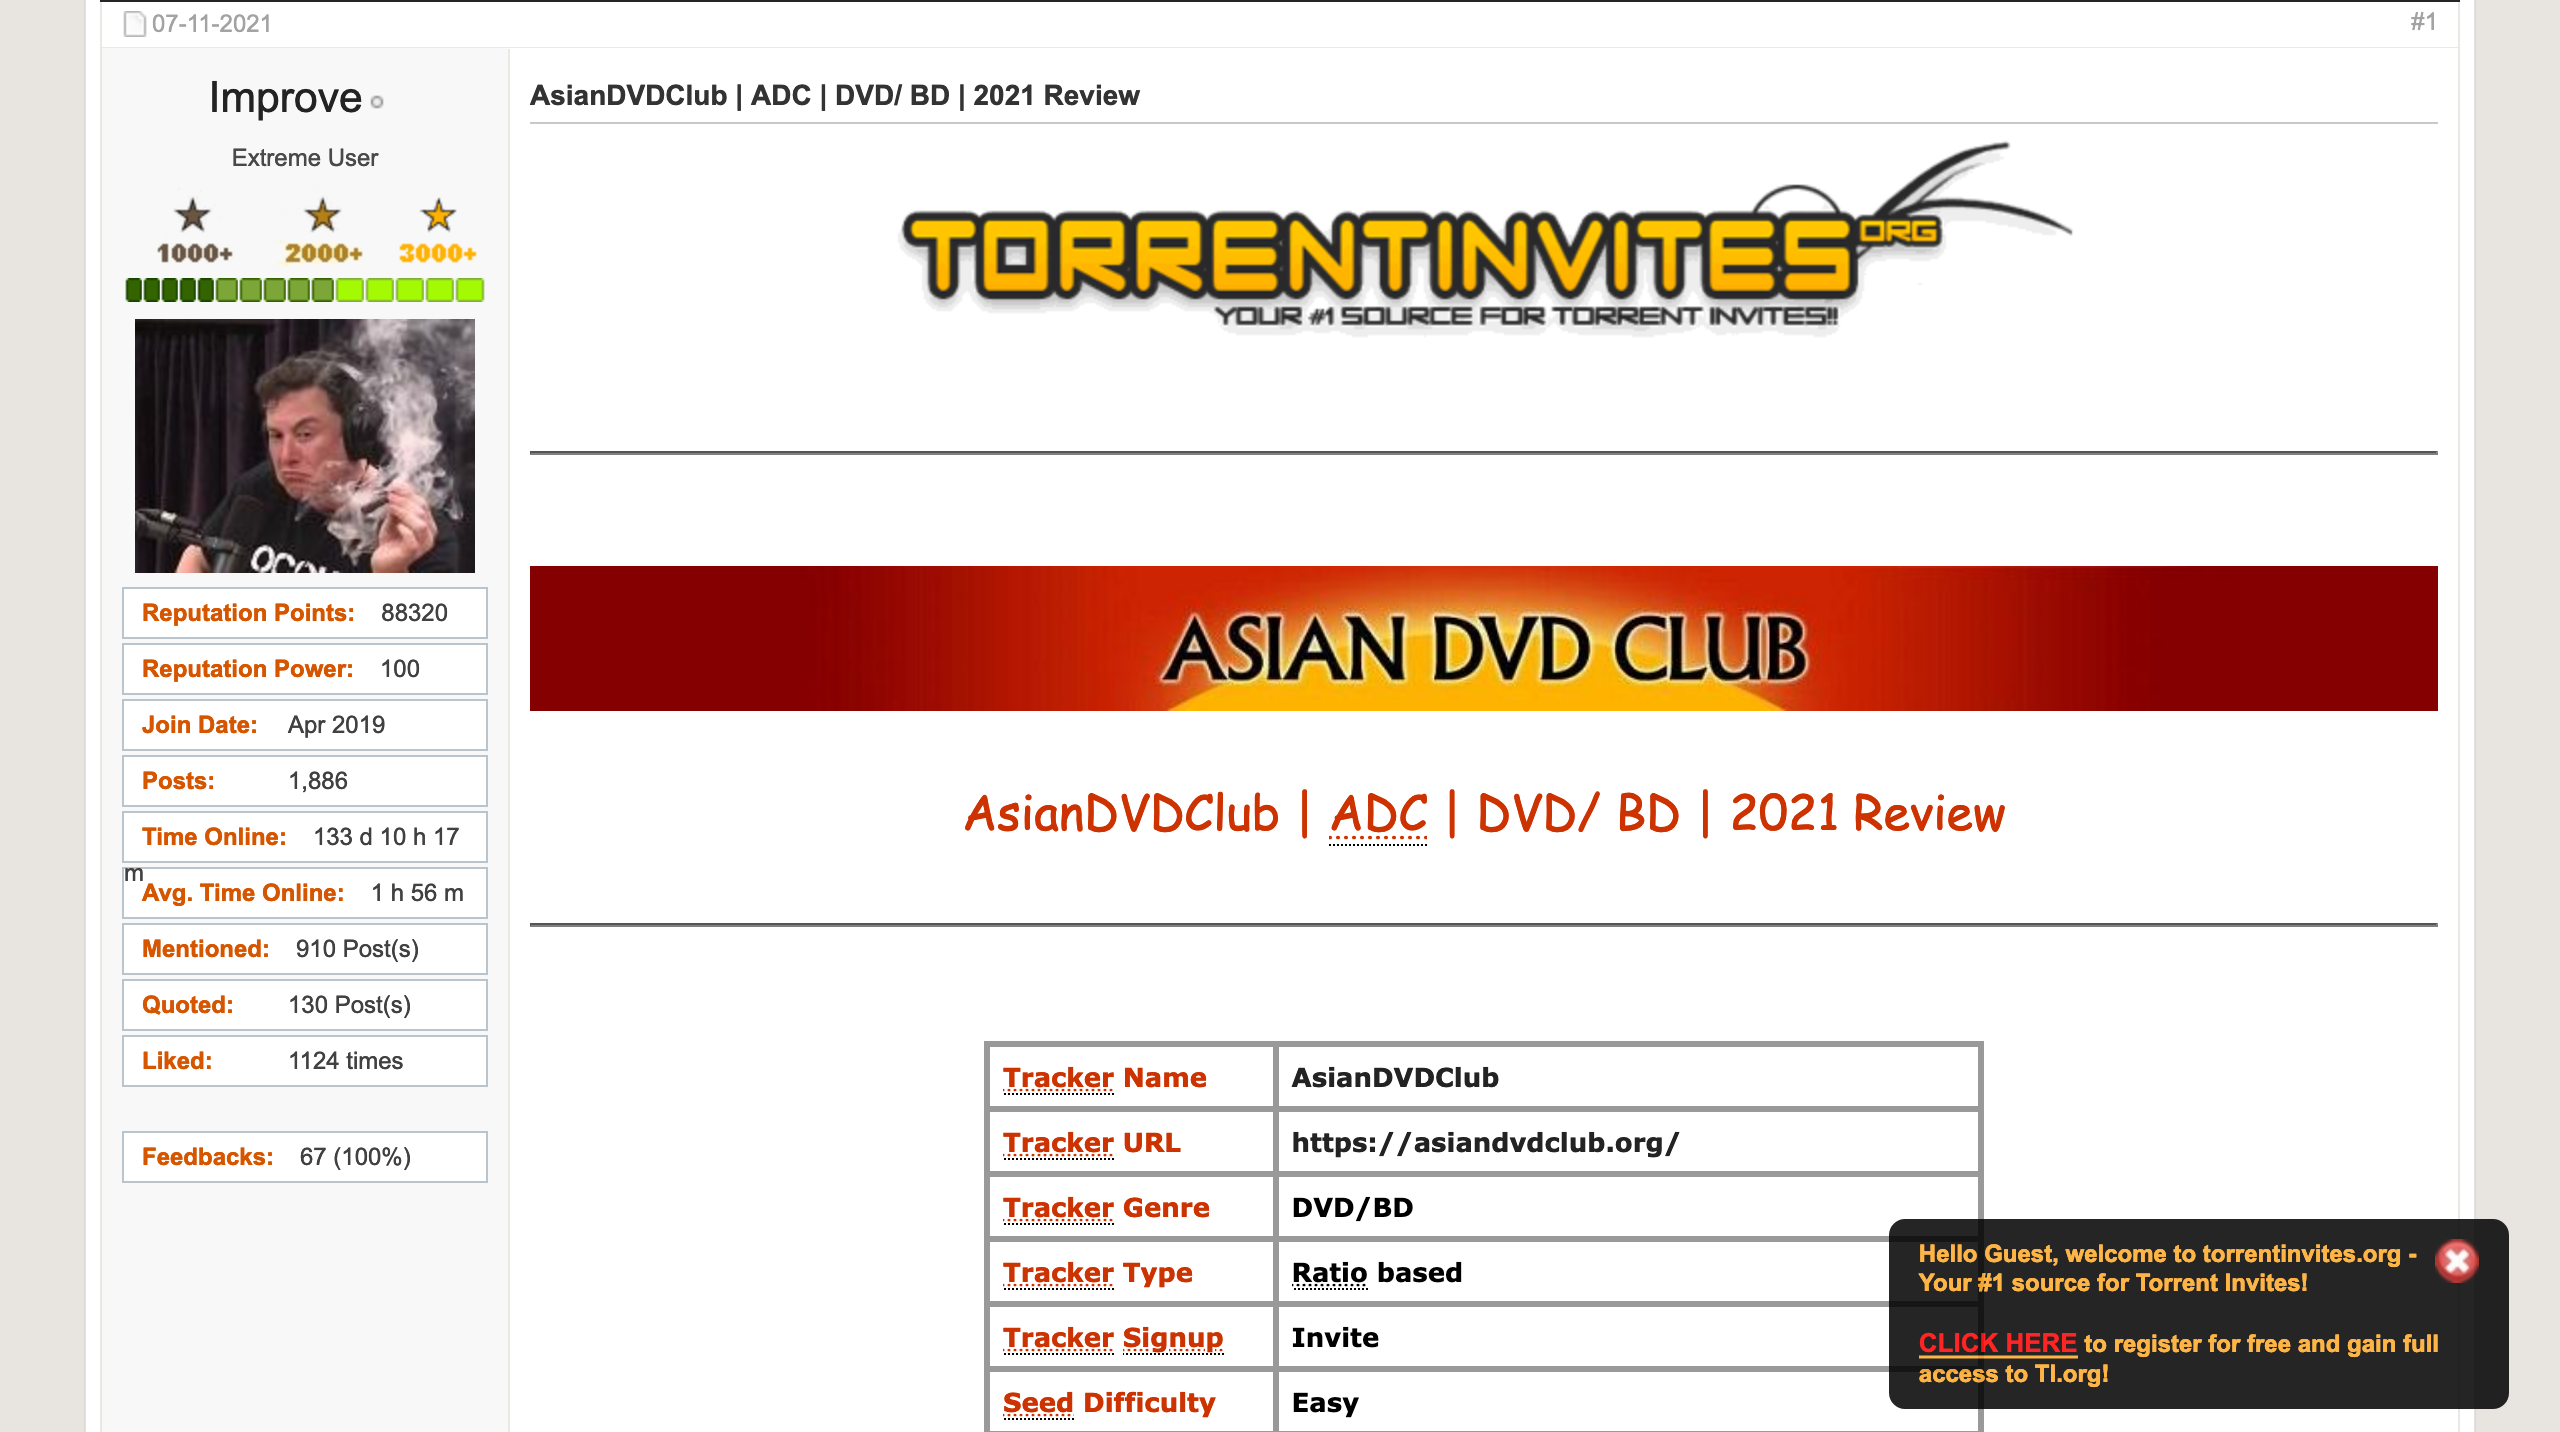 07-11-2021
#1
Improve
Extreme User
1000+ 2000+ 3000+
Reputation Points: 88320
Reputation Power: 100
Join Date: Apr 2019
Posts: 1,886
Time Online: 133 d 10 h 17
m
Avg. Time Online: 1 h 56 m
Mentioned: 910 Post(s)
Quoted: 130 Post(s)
Liked: 1124 times
Feedbacks: 67 (100%)
AsianDVDClub | ADC | DVD/ BD | 2021 Review
TORRENTINVITES ORG
YOUR #1 SOURCE FOR TORRENT INVITES!!
ASIAN DVD CLUB
AsianDVDClub | ADC | DVD/ BD | 2021 Review
Tracker Name AsianDVDClub
Tracker URL https://asiandvdclub.org/
Tracker Genre DVD/BD
Tracker Type Ratio based
Tracker Signup Invite
Seed Difficulty Easy
Hello Guest, welcome to torrentinvites.org -
Your #1 source for Torrent Invites!
CLICK HERE to register for free and gain full
access to TI.org!